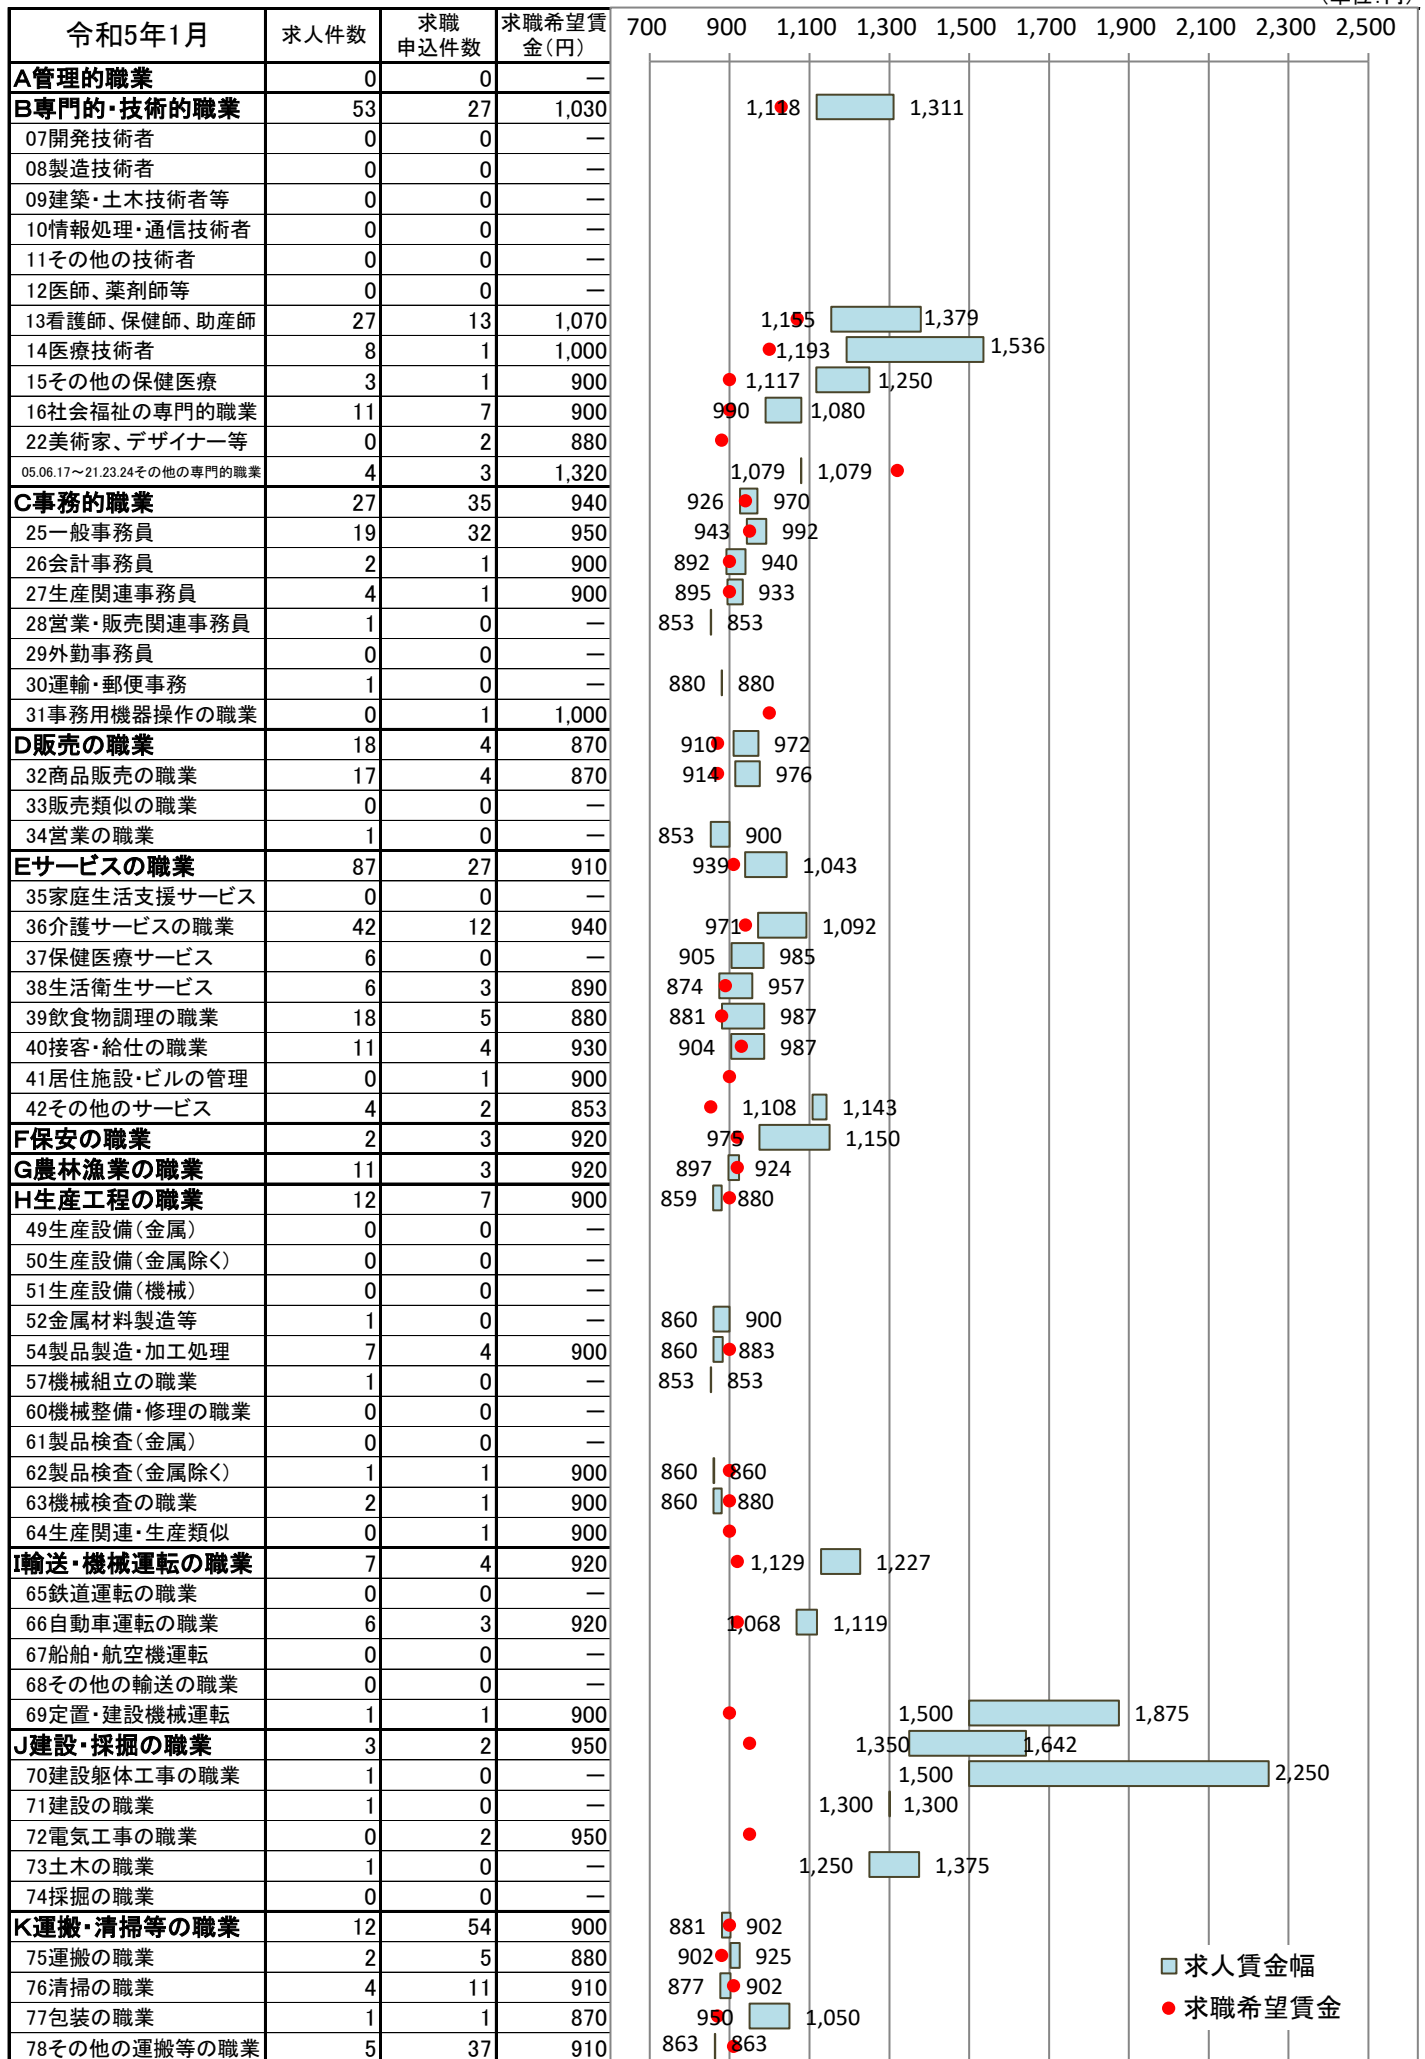 (単位:円)
令和5年1月 求人件数 求職申込件数 求職希望賃金(円) 700 900 1,100 1,300 1,500 1,700 1,900 2,100 2,300 2,500
A管理的職業 0 0 ―
B専門的・技術的職業 53 27 1,030 1,118 1,311
07開発技術者 0 0 ―
08製造技術者 0 0 ―
09建築・土木技術者等 0 0 ―
10情報処理・通信技術者 0 0 ―
11その他の技術者 0 0 ―
12医師、薬剤師等 0 0 ―
13看護師、保健師、助産師 27 13 1,070 1,155 1,379
14医療技術者 8 1 1,000 1,193 1,536
15その他の保健医療 3 1 900 1,117 1,250
16社会福祉の専門的職業 11 7 900 990 1,080
22美術家、デザイナー等 0 2 880
05.06.17～21.23.24その他の専門的職業 4 3 1,320 1,079 1,079
C事務的職業 27 35 940 926 970
25一般事務員 19 32 950 943 992
26会計事務員 2 1 900 892 940
27生産関連事務員 4 1 900 895 933
28営業・販売関連事務員 1 0 ― 853 853
29外勤事務員 0 0 ―
30運輸・郵便事務 1 0 ― 880 880
31事務用機器操作の職業 0 1 1,000
D販売の職業 18 4 870 910 972
32商品販売の職業 17 4 870 914 976
33販売類似の職業 0 0 ―
34営業の職業 1 0 ― 853 900
Eサービスの職業 87 27 910 939 1,043
35家庭生活支援サービス 0 0 ―
36介護サービスの職業 42 12 940 971 1,092
37保健医療サービス 6 0 ― 905 985
38生活衛生サービス 6 3 890 874 957
39飲食物調理の職業 18 5 880 881 987
40接客・給仕の職業 11 4 930 904 987
41居住施設・ビルの管理 0 1 900
42その他のサービス 4 2 853 1,108 1,143
F保安の職業 2 3 920 975 1,150
G農林漁業の職業 11 3 920 897 924
H生産工程の職業 12 7 900 859 880
49生産設備(金属) 0 0 ―
50生産設備(金属除く) 0 0 ―
51生産設備(機械) 0 0 ―
52金属材料製造等 1 0 ― 860 900
54製品製造・加工処理 7 4 900 860 883
57機械組立の職業 1 0 ― 853 853
60機械整備・修理の職業 0 0 ―
61製品検査(金属) 0 0 ―
62製品検査(金属除く) 1 1 900 860 860
63機械検査の職業 2 1 900 860 880
64生産関連・生産類似 0 1 900
I輸送・機械運転の職業 7 4 920 1,129 1,227
65鉄道運転の職業 0 0 ―
66自動車運転の職業 6 3 920 1,068 1,119
67船舶・航空機運転 0 0 ―
68その他の輸送の職業 0 0 ―
69定置・建設機械運転 1 1 900 1,500 1,875
J建設・採掘の職業 3 2 950 1,350 1,642
70建設躯体工事の職業 1 0 ― 1,500 2,250
71建設の職業 1 0 ― 1,300 1,300
72電気工事の職業 0 2 950
73土木の職業 1 0 ― 1,250 1,375
74採掘の職業 0 0 ―
K運搬・清掃等の職業 12 54 900 881 902
75運搬の職業 2 5 880 902 925
76清掃の職業 4 11 910 877 902
77包装の職業 1 1 870 950 1,050
78その他の運搬等の職業 5 37 910 863 863
求人賃金幅
求職希望賃金